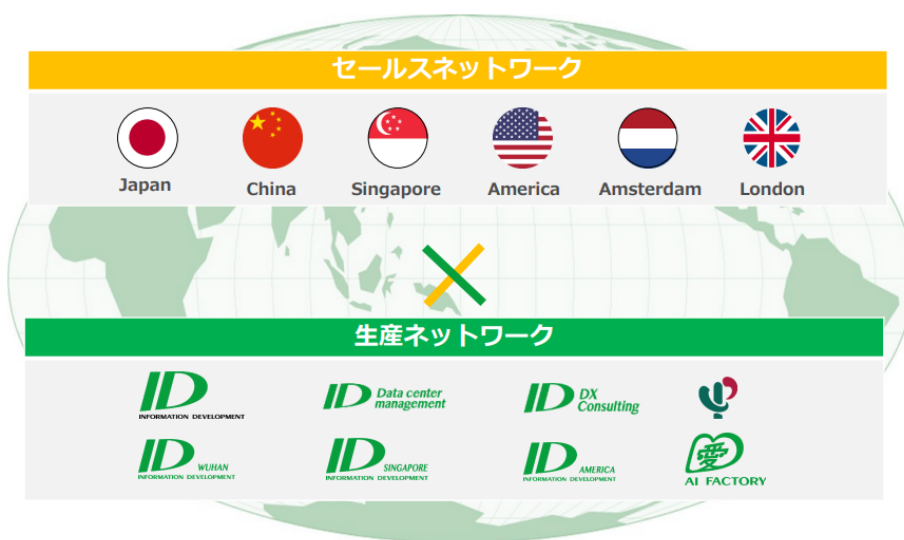 セールスネットワーク
Japan
China
Singapore
America
Amsterdam
London
生産ネットワーク
ID
INFORMATION DEVELOPMENT
ID Data center
management
ID DX
Consulting
ID WUHAN
INFORMATION DEVELOPMENT
ID SINGAPORE
INFORMATION DEVELOPMENT
ID AMERICA
INFORMATION DEVELOPMENT
愛
AI FACTORY